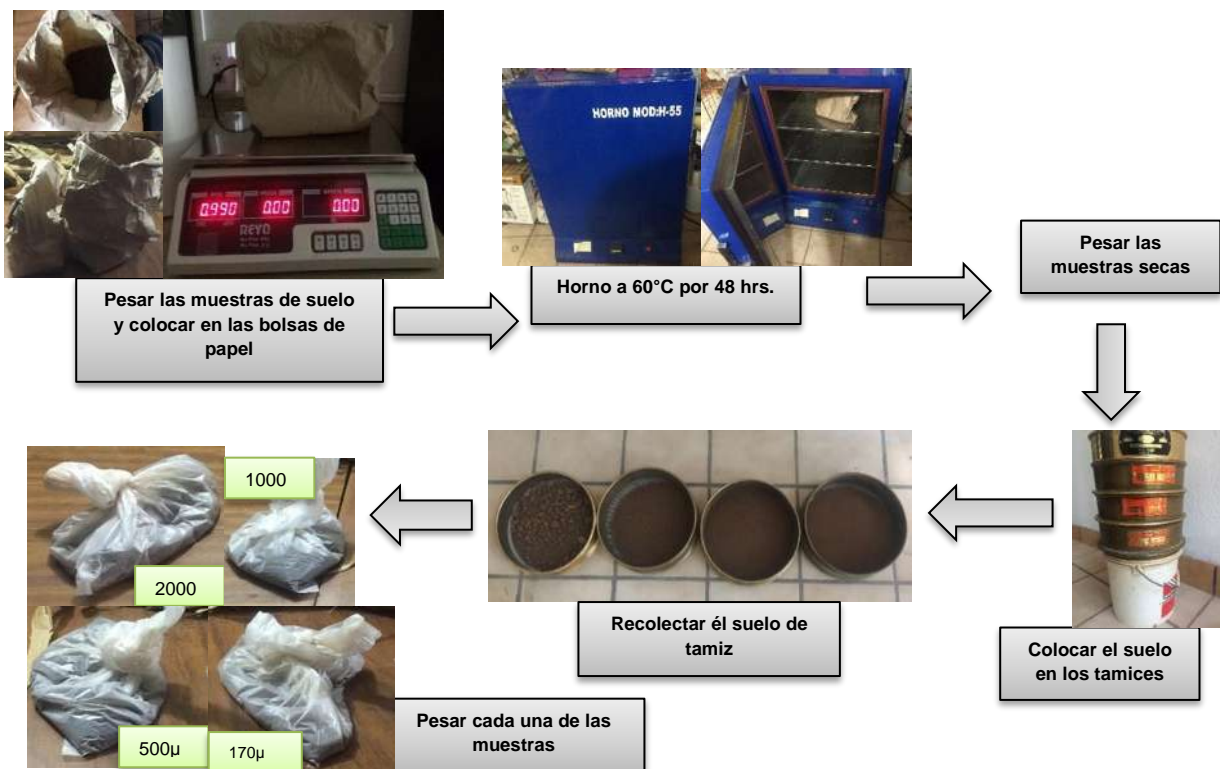 0.990
0.00
0.00
REYO
HORNO MOD:H-55
Pesar las muestras de suelo
y colocar en las bolsas de
papel
Horno a 60°C por 48 hrs.
Pesar las
muestras secas
Colocar el suelo
en los tamices
Recolectar él suelo de
tamiz
1000
2000
500µ
170µ
Pesar cada una de las
muestras